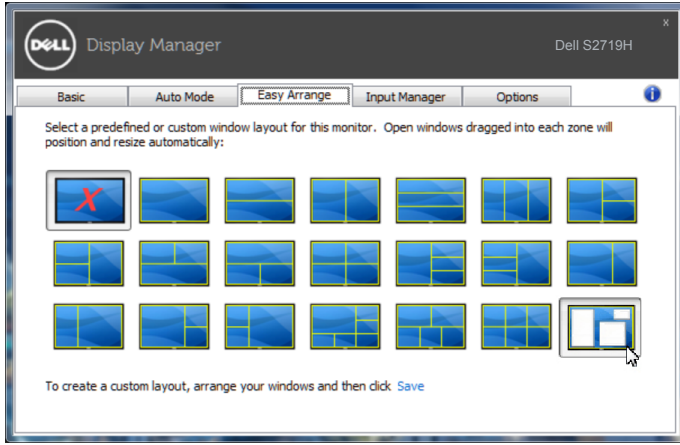 x
DELL Display Manager Dell S2719H
Basic Auto Mode Easy Arrange Input Manager Options i
Select a predefined or custom window layout for this monitor. Open windows dragged into each zone will
position and resize automatically:
X
To create a custom layout, arrange your windows and then click Save